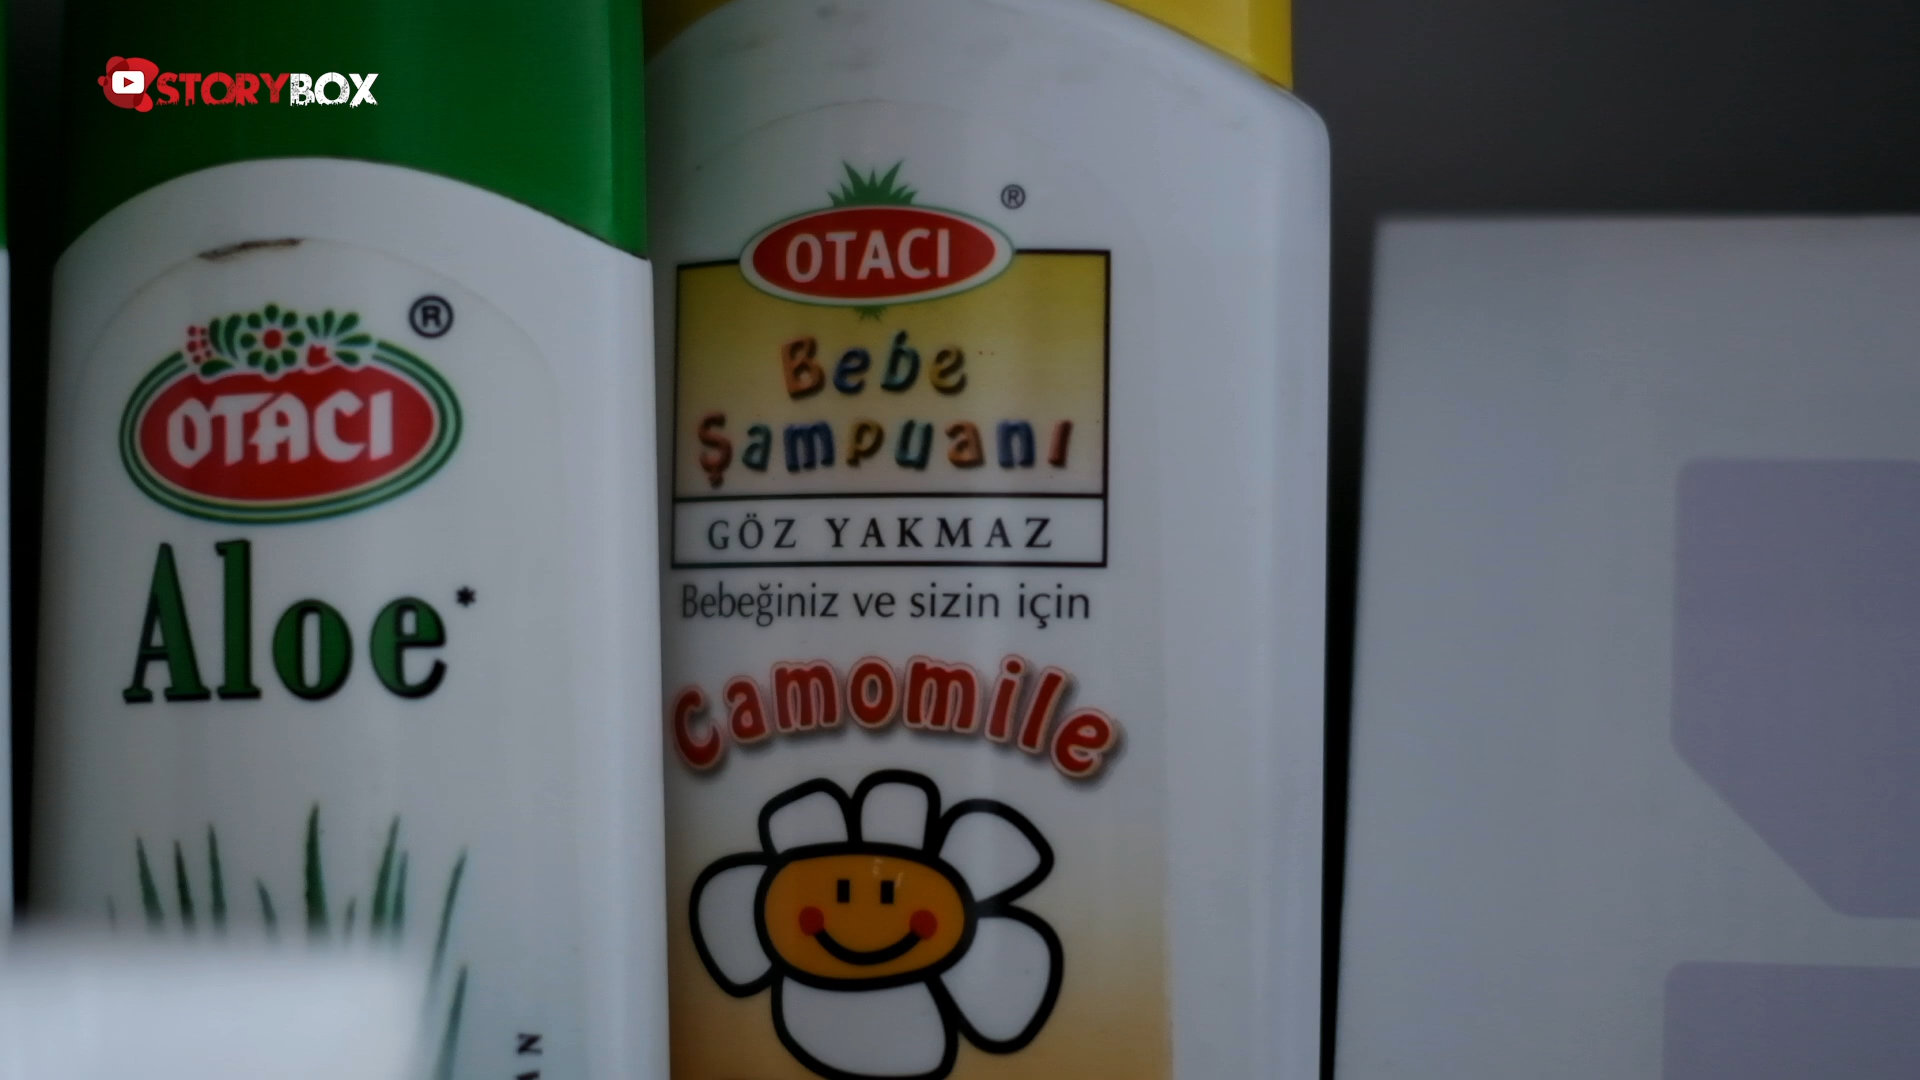 STORYBOX
®
OTACI
Aloe*
OTACI
®
Bebe
Şampuanı
GÖZ YAKMAZ
Bebeğiniz ve sizin için
Camomile